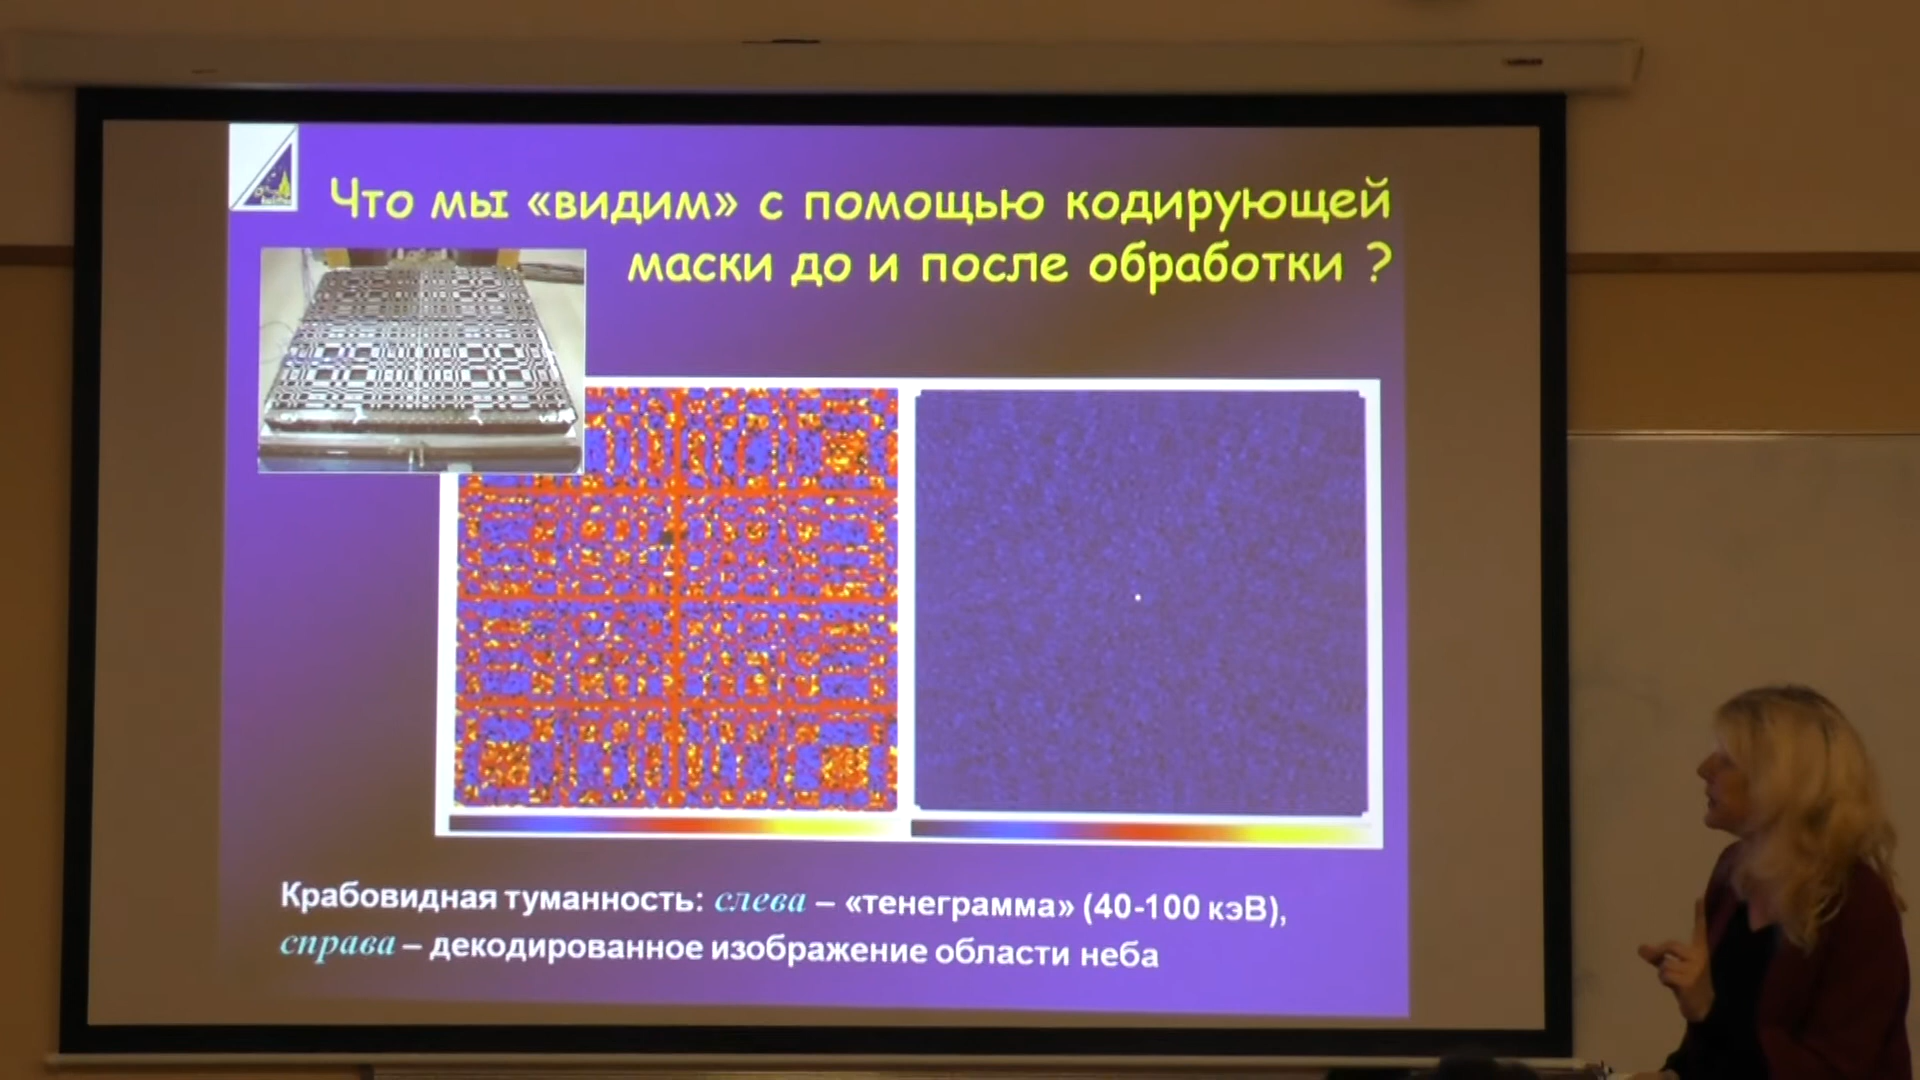 Что мы «видим» с помощью кодирующей
маски до и после обработки ?
Крабовидная туманность: слева – «тенеграмма» (40-100 кэВ),
справа – декодированное изображение области неба